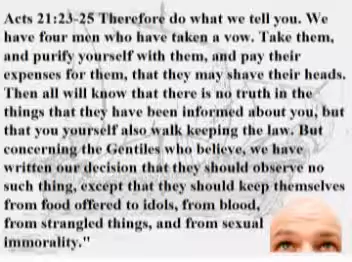 Acts 21:23-25 Therefore do what we tell you. We
have four men who have taken a vow. Take them,
and purify yourself with them, and pay their
expenses for them, that they may shave their heads.
Then all will know that there is no truth in the
things that they have been informed about you, but
that you yourself also walk keeping the law. But
concerning the Gentiles who believe, we have
written our decision that they should observe no
such thing, except that they should keep themselves
from food offered to idols, from blood,
from strangled things, and from sexual
immorality."